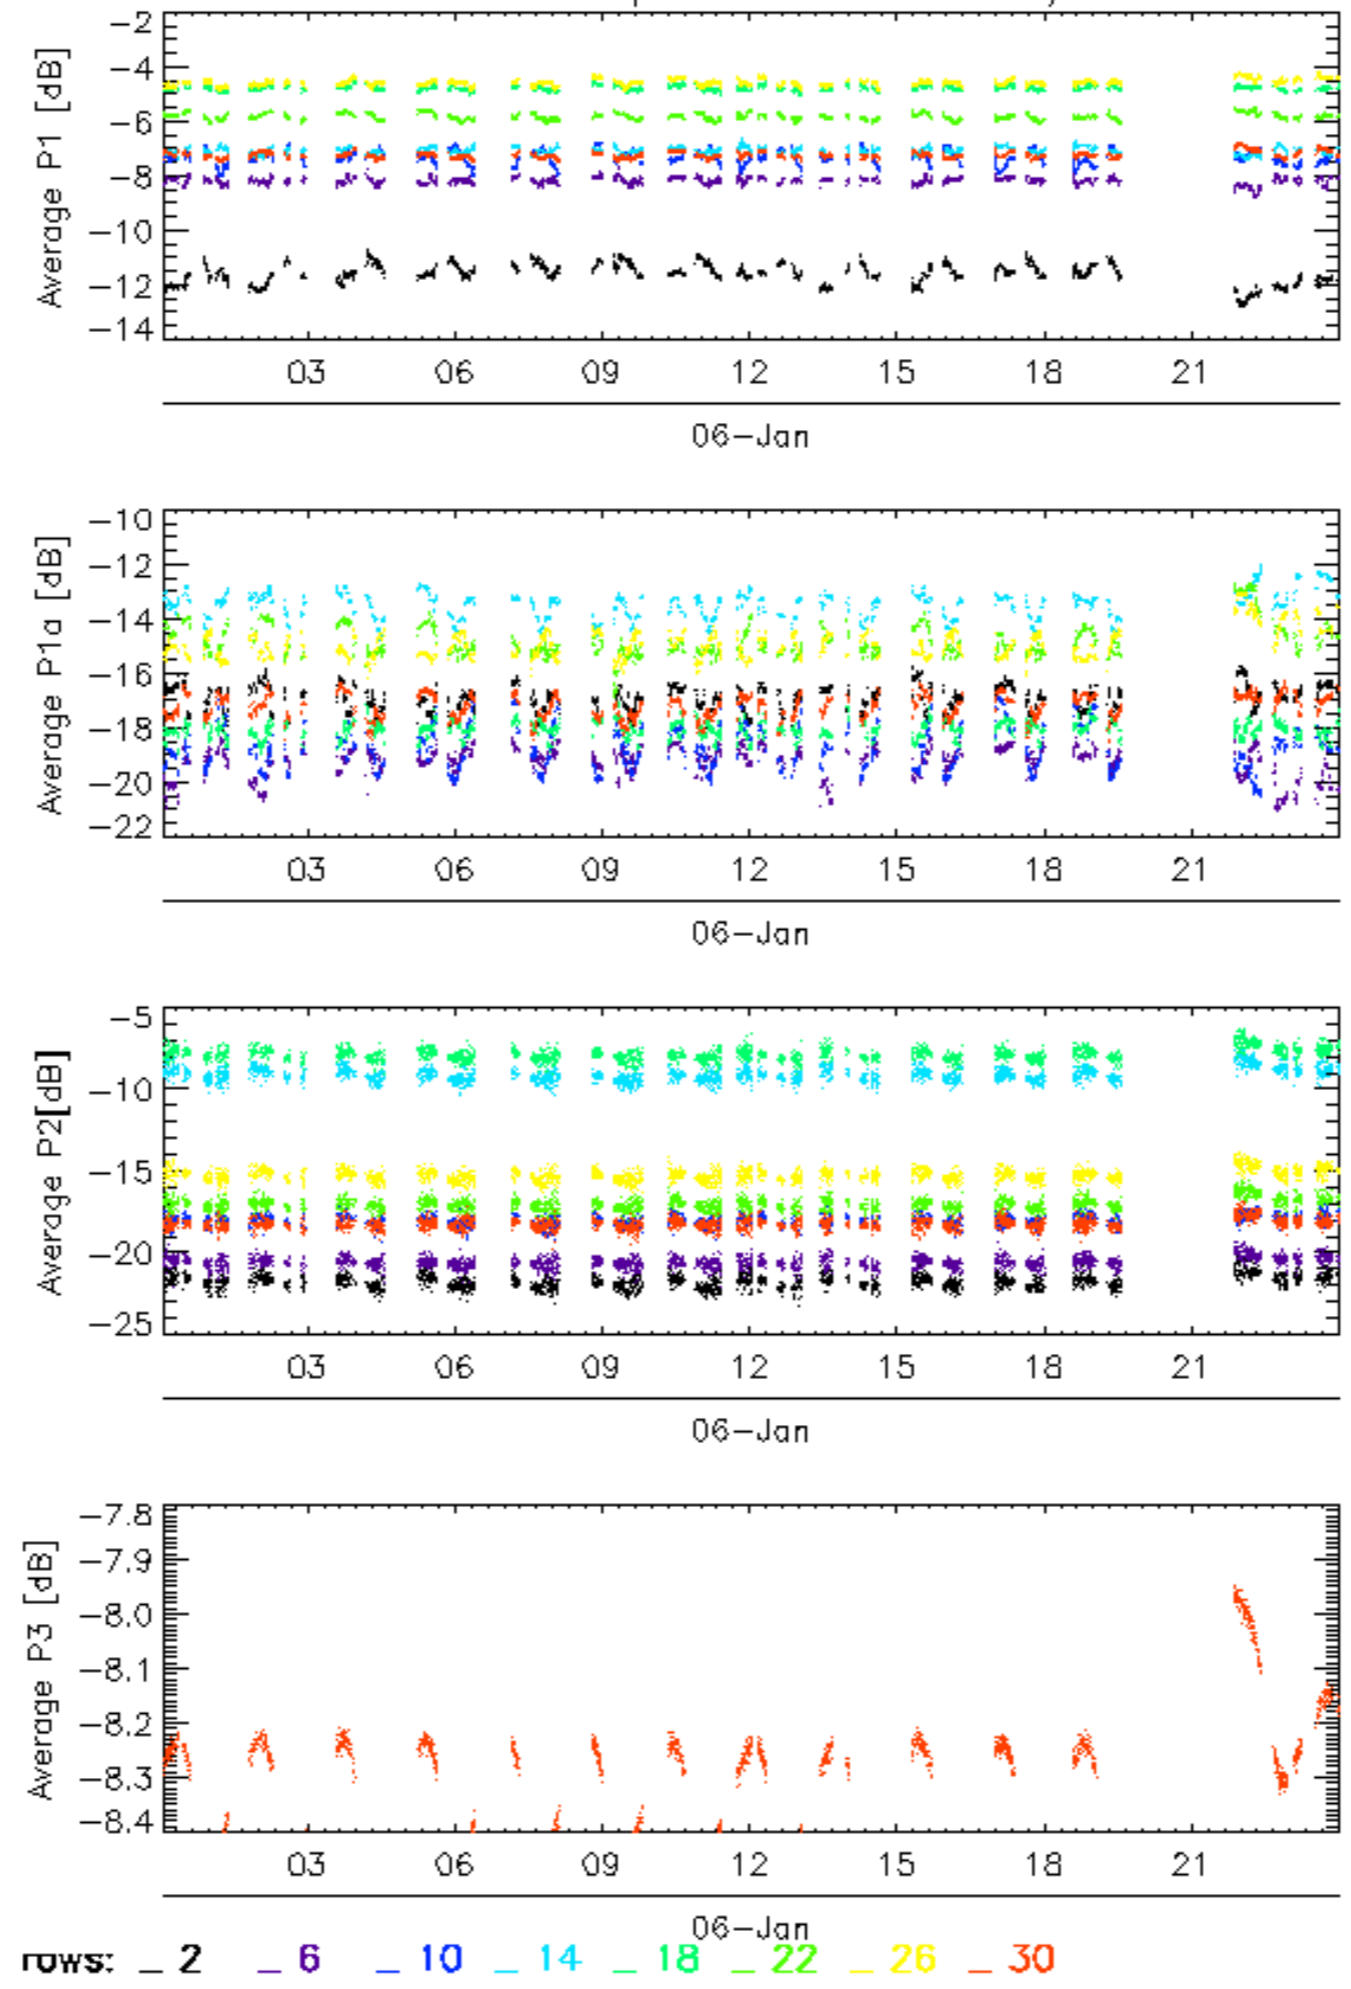 Average P1 [dB]
-2
-4
-6
-8
-10
-12
-14
03 06 09 12 15 18 21
06-Jan
Average P1a [dB]
-10
-12
-14
-16
-18
-20
-22
03 06 09 12 15 18 21
06-Jan
Average P2[dB]
-5
-10
-15
-20
-25
03 06 09 12 15 18 21
06-Jan
Average P3 [dB]
-7.8
-7.9
-8.0
-8.1
-8.2
-8.3
-8.4
03 06 09 12 15 18 21
06-Jan
rows: _ 2 _ 6 _ 10 _ 14 _ 18 _ 22 _ 26 _ 30